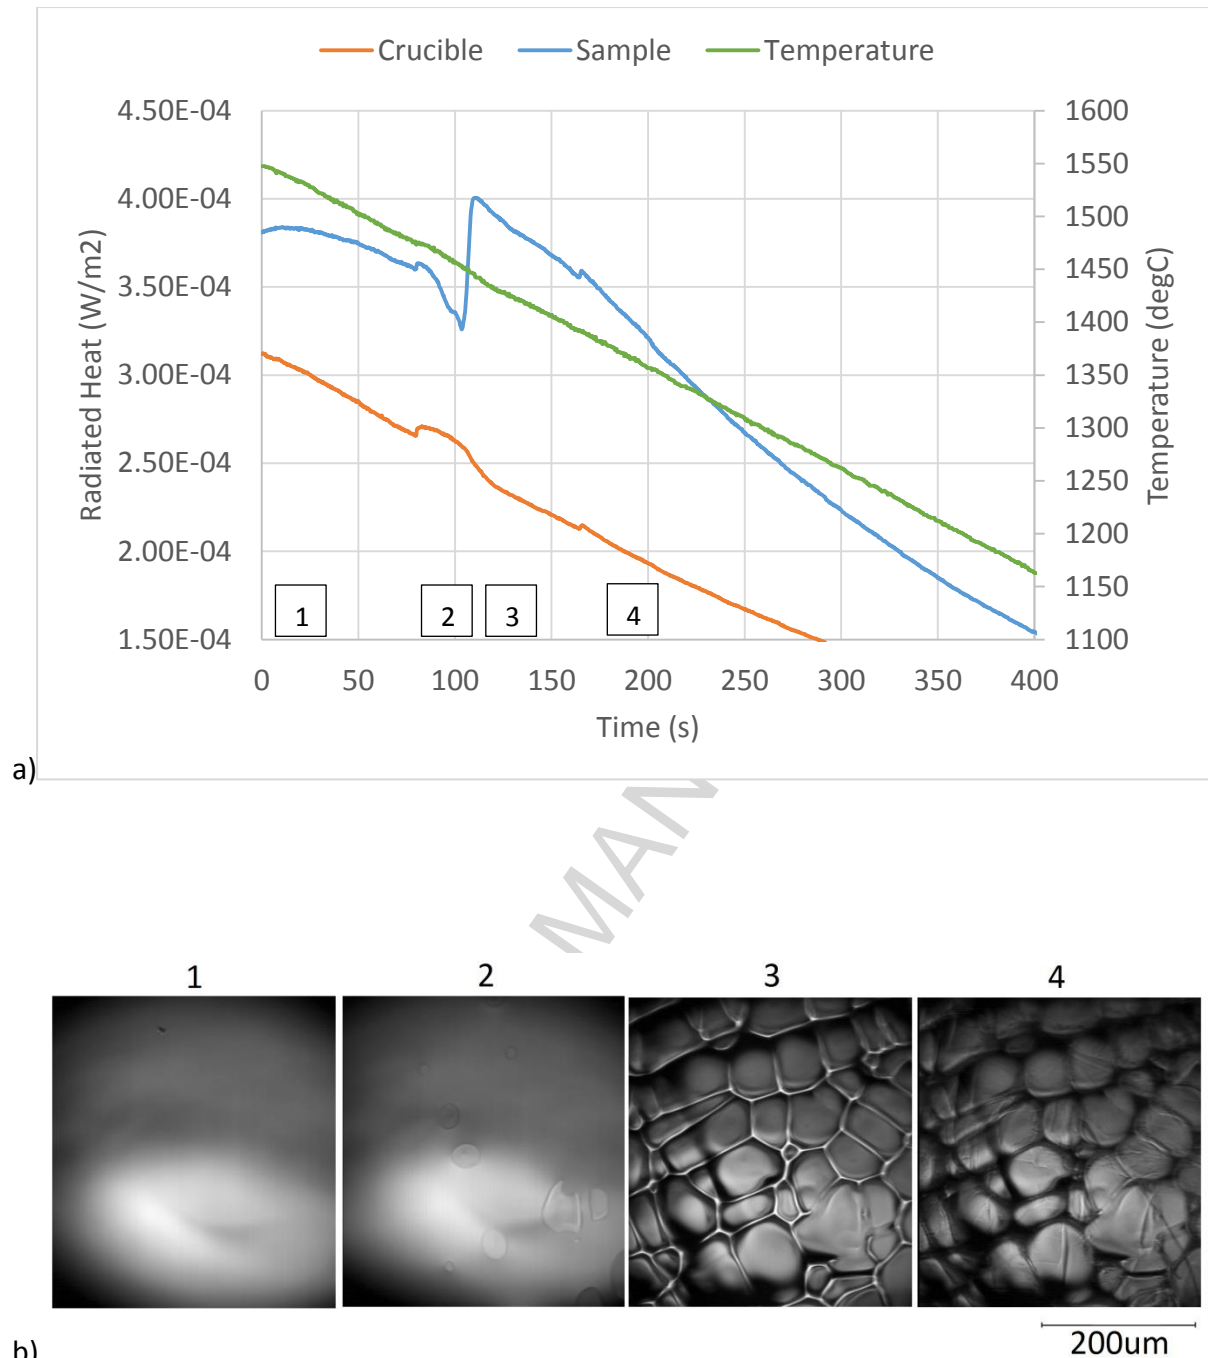 Crucible Sample Temperature
4.50E-04
4.00E-04
3.50E-04
3.00E-04
2.50E-04
2.00E-04
1.50E-04
Radiated Heat (W/m2)
1600
1550
1500
1450
1400
1350
1300
1250
1200
1150
1100
Temperature (degC)
1 2 3 4
0 50 100 150 200 250 300 350 400
Time (s)
a)
MAN
1 2 3 4
200um
b)